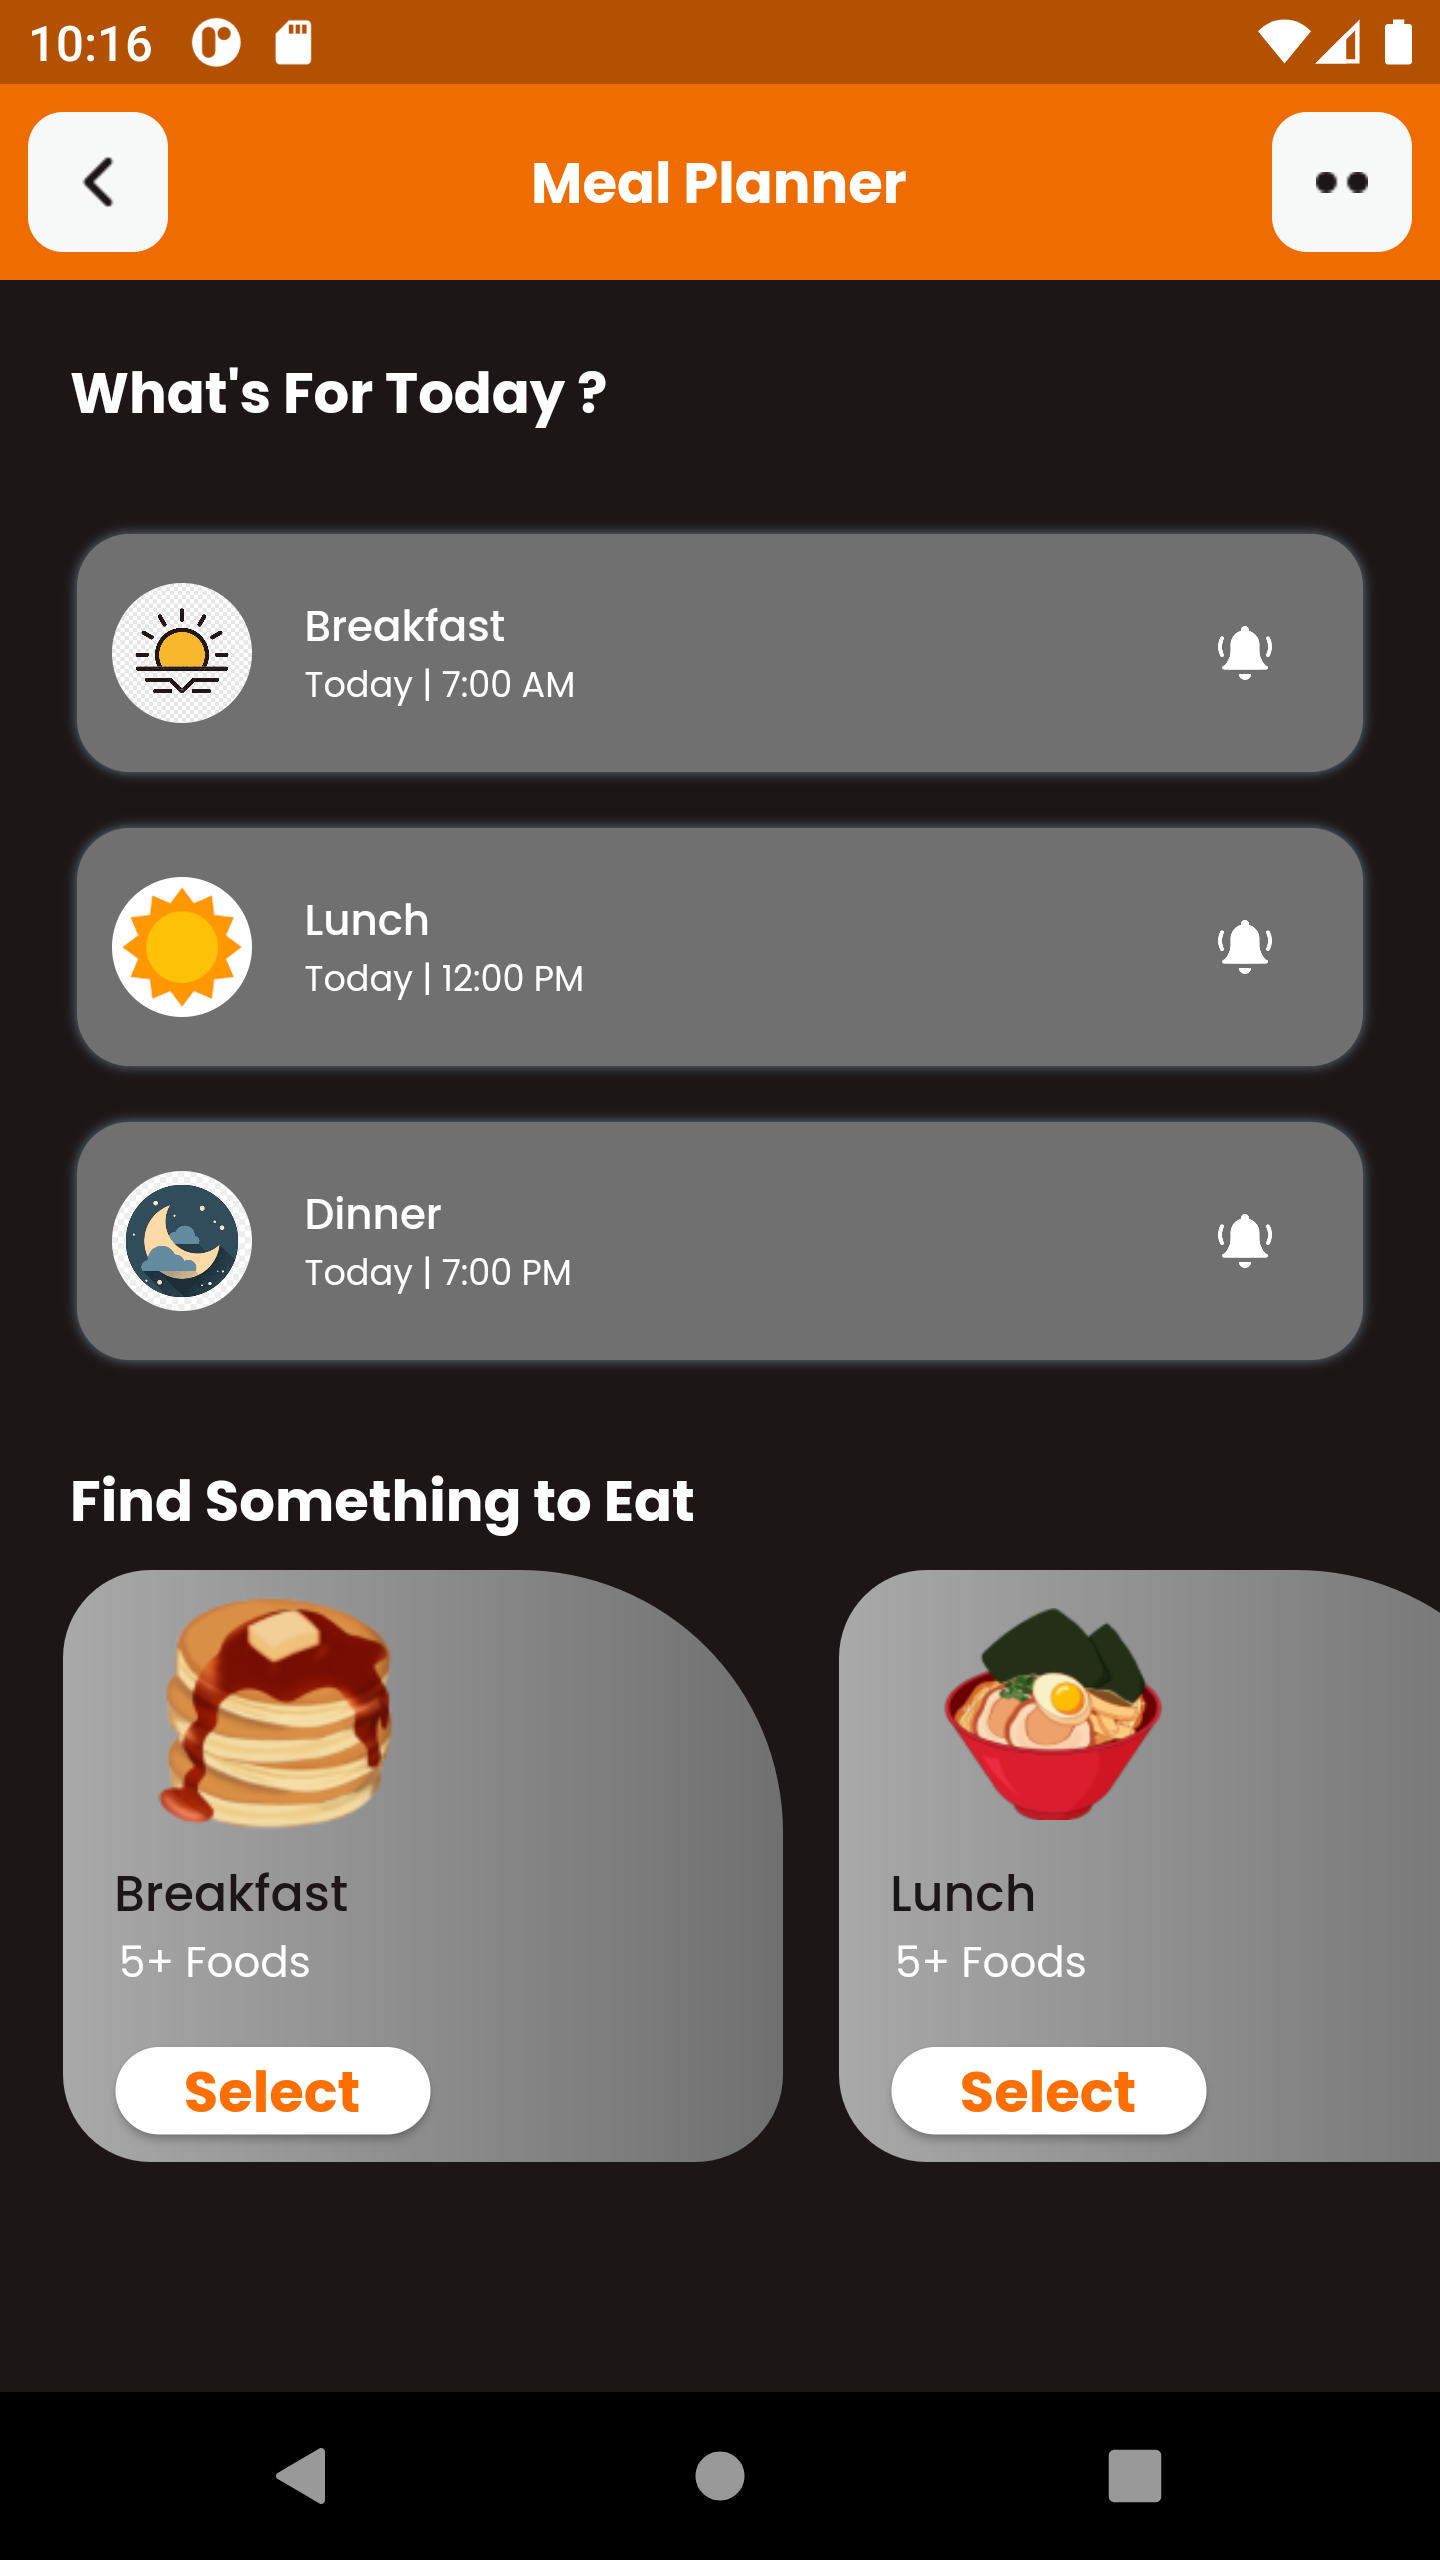 10:16
Meal Planner
What's For Today ?
Breakfast
Today | 7:00 AM
Lunch
Today | 12:00 PM
Dinner
Today | 7:00 PM
Find Something to Eat
Breakfast
5+ Foods
Select
Lunch
5+ Foods
Select